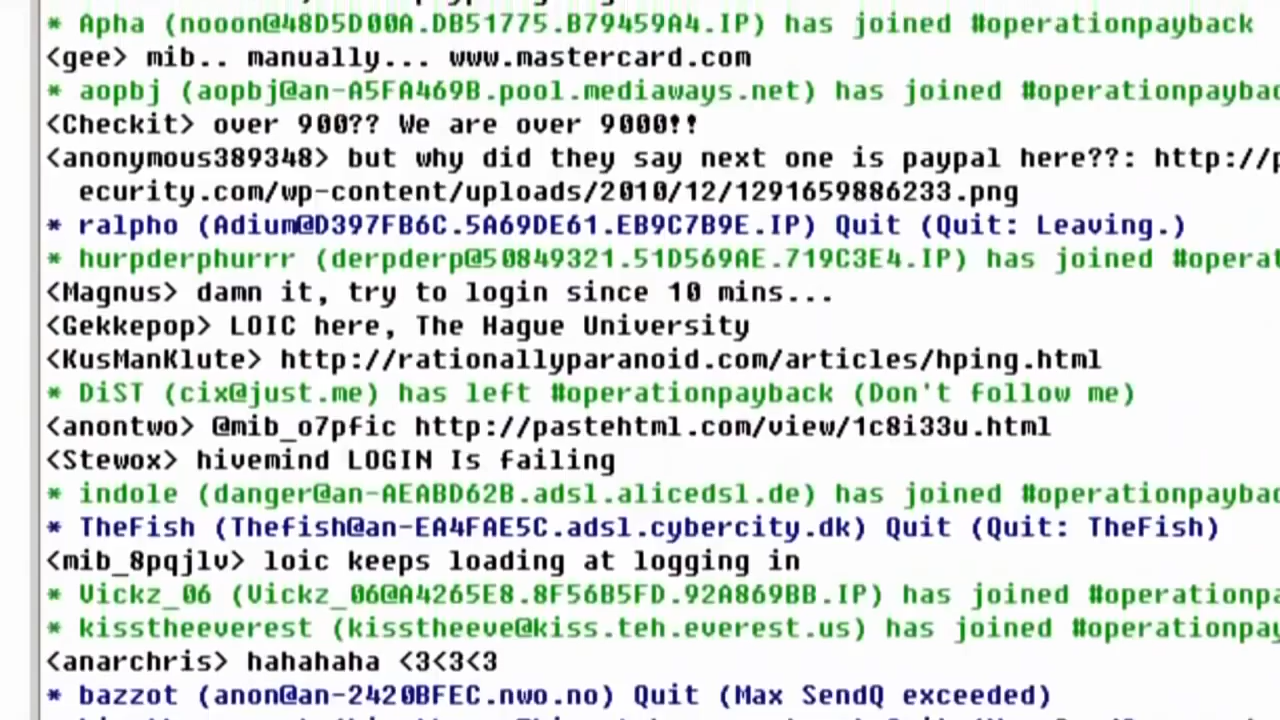 * Apha (nooon@48D5D00A.DB51775.B79459A4.IP) has joined #operationpayback
<gee> mib.. manually... www.mastercard.com
* aopbj (aopbj@an-A5FA469B.pool.mediaways.net) has joined #operationpaybac
<Checkit> over 900?? We are over 9000!!
<anonymous389348> but why did they say next one is paypal here??: http://p
ecurity.com/wp-content/uploads/2010/12/1291659886233.png
* ralpho (Adium@D397FB6C.5A69DE61.EB9C7B9E.IP) Quit (Quit: Leaving.)
* hurpderphurrr (derpderp@50849321.51D569AE.719C3E4.IP) has joined #operat
<Magnus> damn it, try to login since 10 mins...
<Gekkepop> LOIC here, The Hague University
<KusManKlute> http://rationallyparanoid.com/articles/hping.html
* DiST (cix@just.me) has left #operationpayback (Don't follow me)
<anontwo> @mib_o7pfic http://pastehtml.com/view/1c8i33u.html
<Stewox> hivemind LOGIN Is failing
* indole (danger@an-AEABD62B.adsl.alicedsl.de) has joined #operationpaybac
* TheFish (Thefish@an-EA4FAE5C.adsl.cybercity.dk) Quit (Quit: TheFish)
<mib_8pqjlv> loic keeps loading at logging in
* Vickz_06 (Vickz_06@A4265E8.8F56B5FD.92A869BB.IP) has joined #operationpa
* kisstheeverest (kisstheeve@kiss.teh.everest.us) has joined #operationpay
<anarchris> hahahaha <3<3<3
* bazzot (anon@an-2420BFEC.nwo.no) Quit (Max SendQ exceeded)